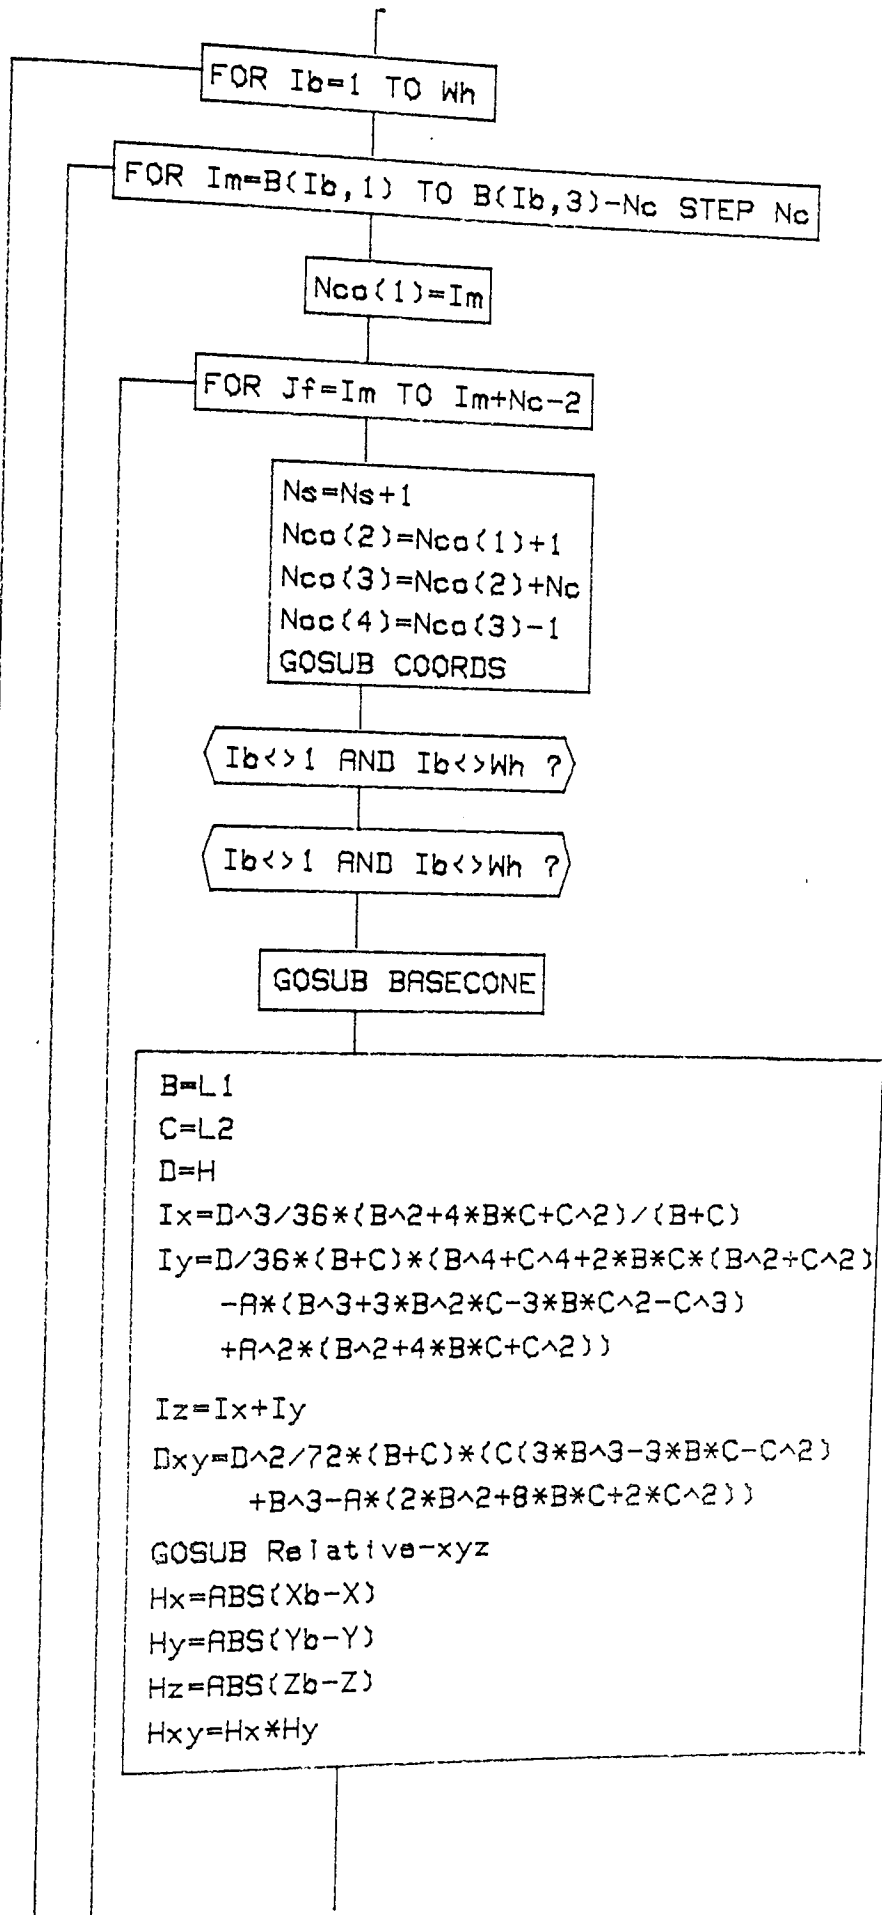 FOR Ib=1 TO Wh
FOR Im=B(Ib,1) TO B(Ib,3)-Nc STEP Nc
Nco(1)=Im
FOR Jf=Im TO Im+Nc-2
Ns=Ns+1
Nco(2)=Nco(1)+1
Nco(3)=Nco(2)+Nc
Noc(4)=Nco(3)-1
GOSUB COORDS
Ib<>1 AND Ib<>Wh ?
Ib<>1 AND Ib<>Wh ?
GOSUB BASECONE
B=L1
C=L2
D=H
Ix=D^3/36*(B^2+4*B*C+C^2)/(B+C)
Iy=D/36*(B+C)*(B^4+C^4+2*B*C*(B^2+C^2)
-A*(B^3+3*B^2*C-3*B*C^2-C^3)
+A^2*(B^2+4*B*C+C^2))
Iz=Ix+Iy
Dxy=D^2/72*(B+C)*(C(3*B^3-3*B*C-C^2)
+B^3-A*(2*B^2+8*B*C+2*C^2))
GOSUB Relative-xyz
Hx=ABS(Xb-X)
Hy=ABS(Yb-Y)
Hz=ABS(Zb-Z)
Hxy=Hx*Hy